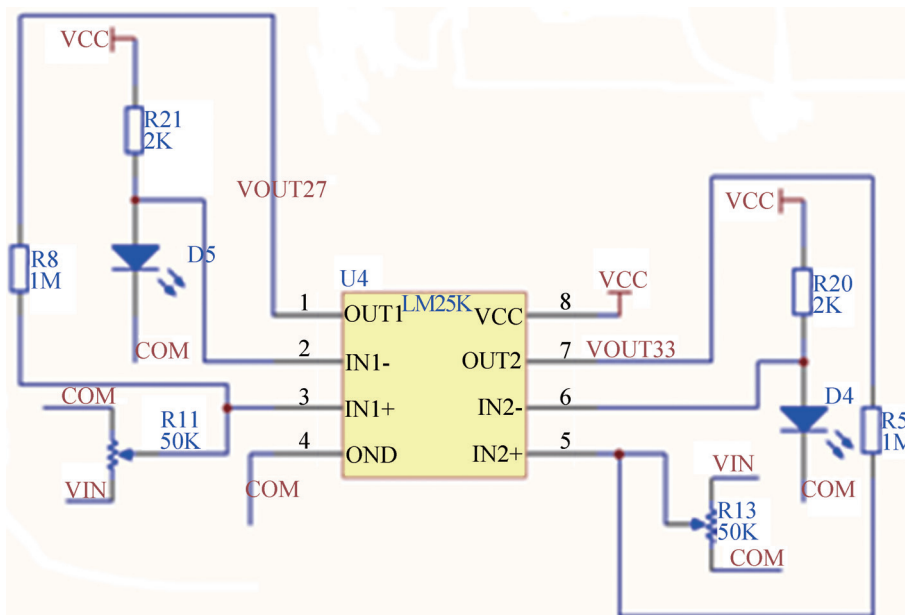 VCC
R21
2K
VOUT27
D5
R8
1M
COM
U4
LM25K
1
OUT1
2
IN1-
3
IN1+
4
OND
COM
COM
R11
50K
VIN
VCC
8
VCC
VOUT33
7
OUT2
6
IN2-
5
IN2+
VCC
R20
2K
D4
R5
1M
COM
VIN
R13
50K
COM